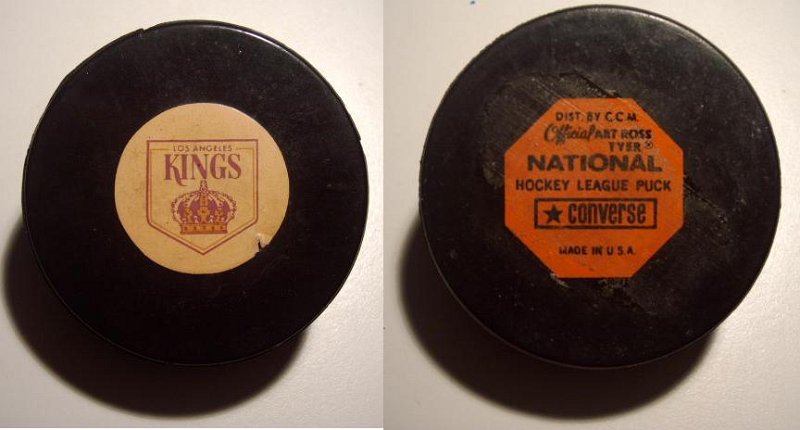 LOS ANGELES
KINGS
DIST. BY C.C.M.
Official ART ROSS
TYER®
NATIONAL
HOCKEY LEAGUE PUCK
★ converse
MADE IN U.S.A.